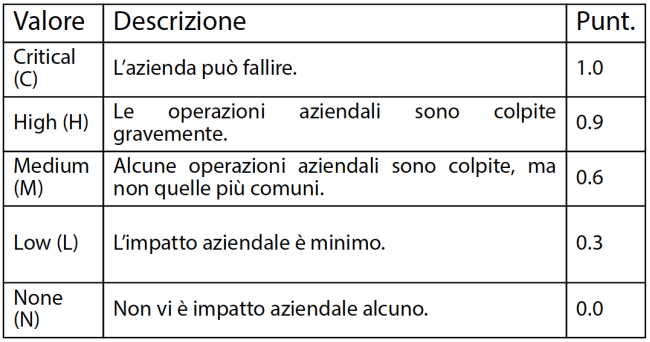 Valore Descrizione Punt.
Critical (C) L'azienda può fallire. 1.0
High (H) Le operazioni aziendali sono colpite gravemente. 0.9
Medium (M) Alcune operazioni aziendali sono colpite, ma non quelle più comuni. 0.6
Low (L) L'impatto aziendale è minimo. 0.3
None (N) Non vi è impatto aziendale alcuno. 0.0